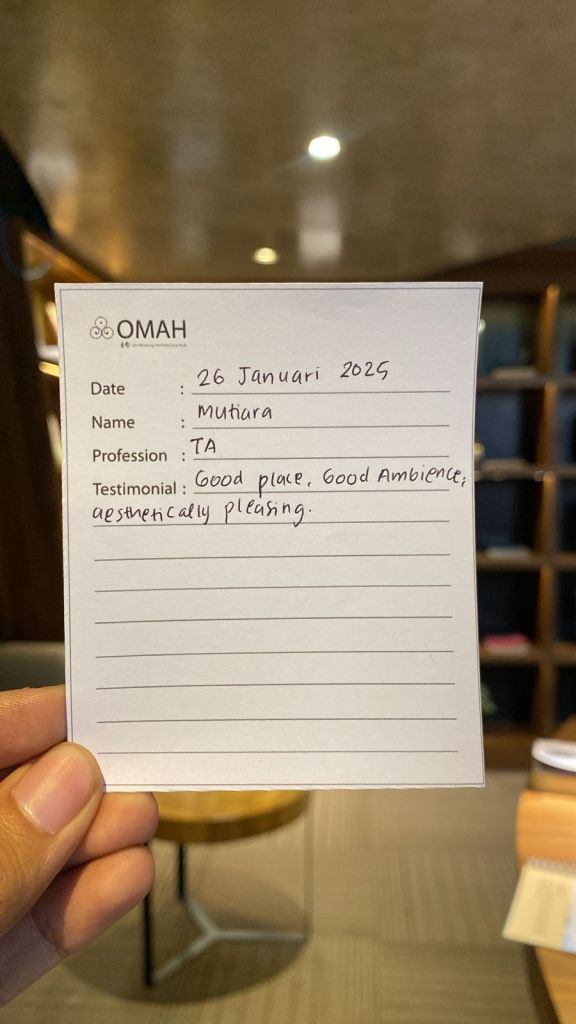 OMAH
Date : 26 Januari 2025
Name : Mutiara
Profession : TA
Testimonial : Good place, Good Ambience,
aesthetically pleasing.